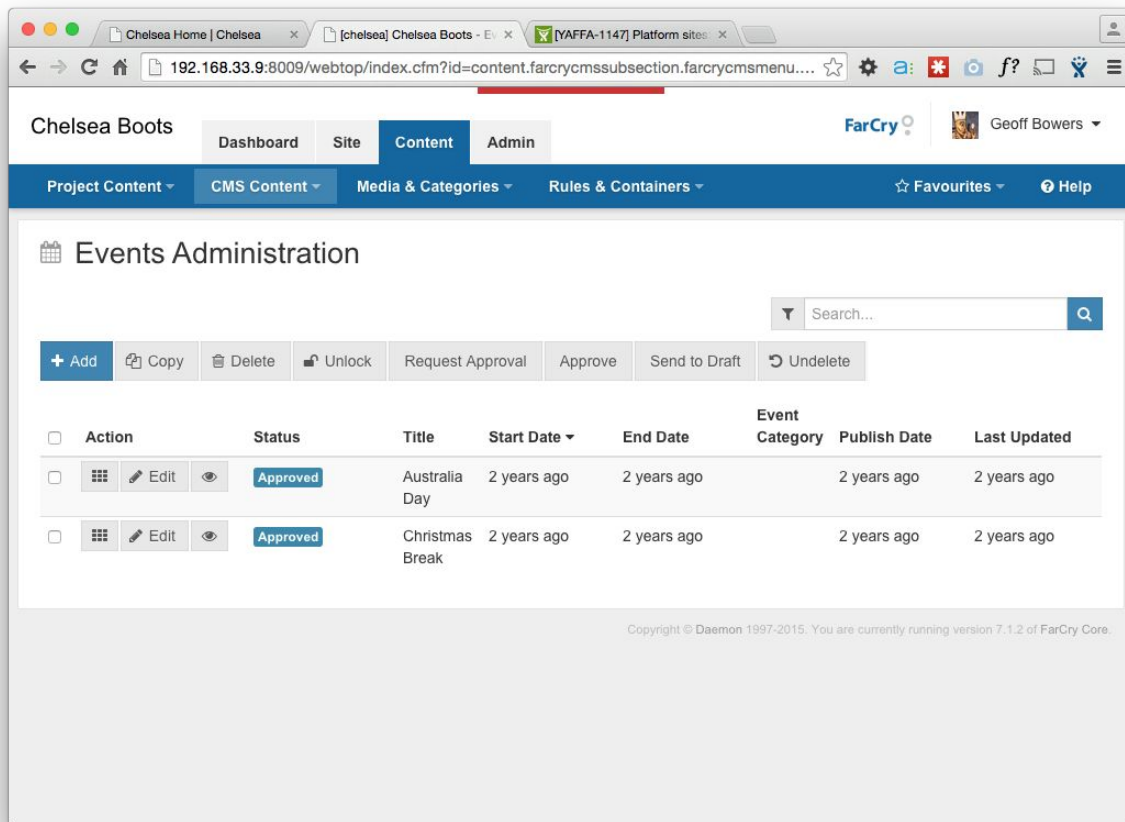 Chelsea Home | Chelsea
[chelsea] Chelsea Boots - Ev
[YAFFA-1147] Platform sites
192.168.33.9:8009/webtop/index.cfm?id=content.farcrycmssubsection.farcrycmsmenu....
a:
f?
Chelsea Boots
Dashboard Site Content Admin
FarCry
Geoff Bowers
Project Content CMS Content Media & Categories Rules & Containers Favourites Help
Events Administration
Search...
Add Copy Delete Unlock Request Approval Approve Send to Draft Undelete
Action Status Title Start Date End Date Event Category Publish Date Last Updated
Edit Approved Australia Day 2 years ago 2 years ago 2 years ago 2 years ago
Edit Approved Christmas Break 2 years ago 2 years ago 2 years ago 2 years ago
Copyright © Daemon 1997-2015. You are currently running version 7.1.2 of FarCry Core.